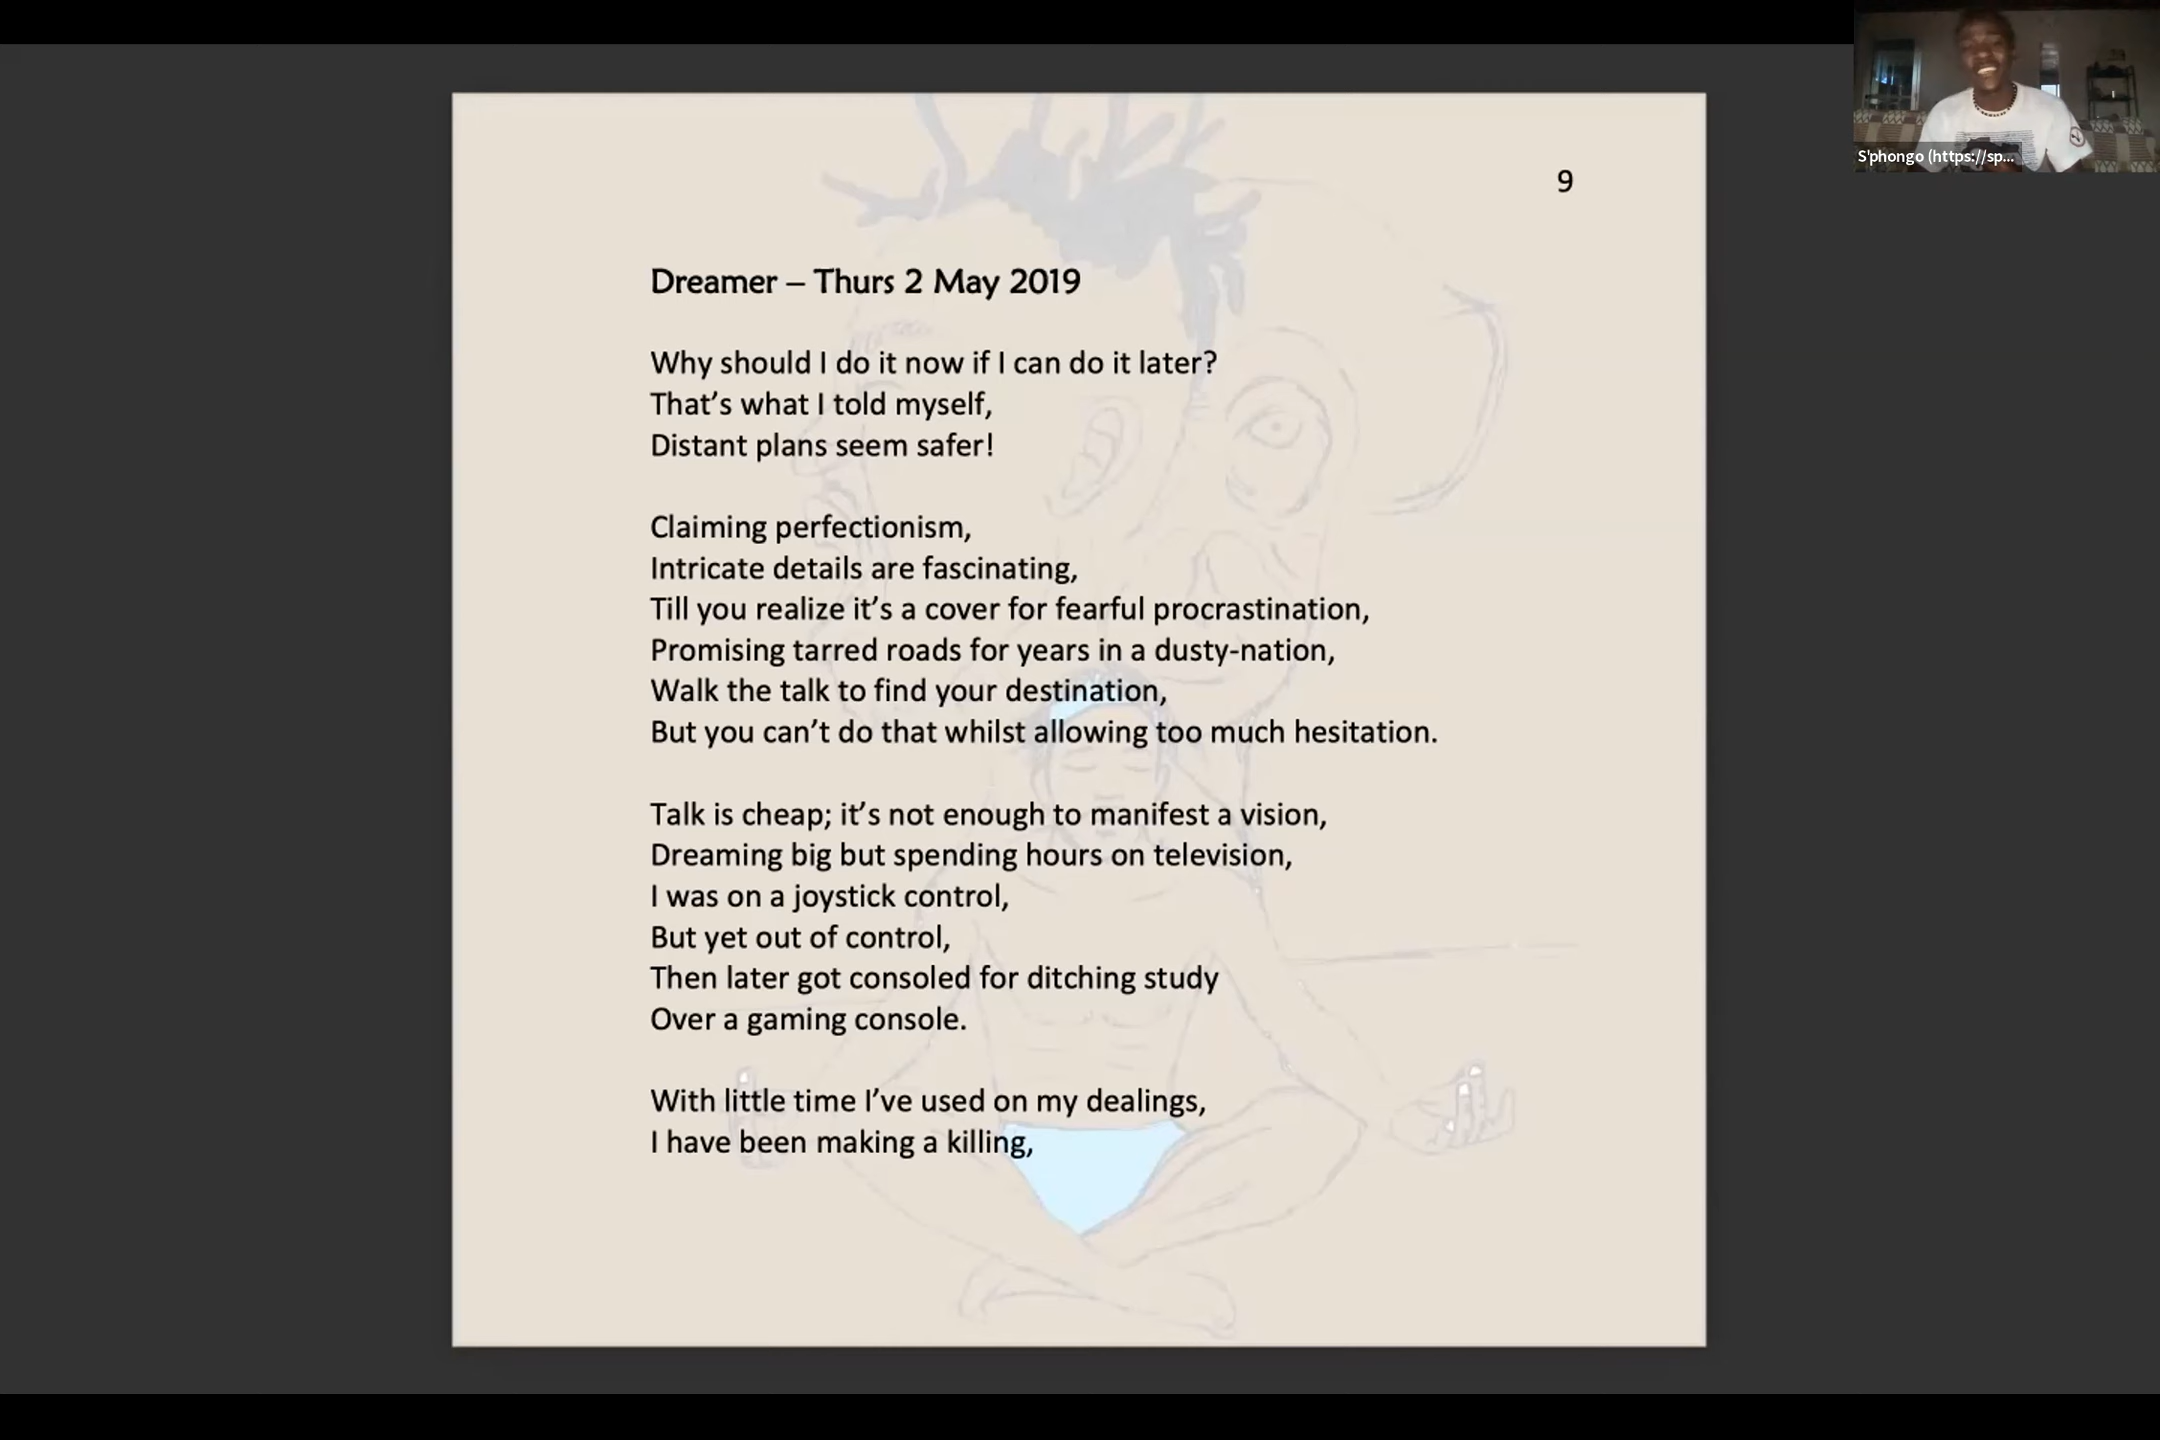 S'phongo (https://sp...
9
Dreamer – Thurs 2 May 2019
Why should I do it now if I can do it later?
That's what I told myself,
Distant plans seem safer!
Claiming perfectionism,
Intricate details are fascinating,
Till you realize it's a cover for fearful procrastination,
Promising tarred roads for years in a dusty-nation,
Walk the talk to find your destination,
But you can't do that whilst allowing too much hesitation.
Talk is cheap; it's not enough to manifest a vision,
Dreaming big but spending hours on television,
I was on a joystick control,
But yet out of control,
Then later got consoled for ditching study
Over a gaming console.
With little time I've used on my dealings,
I have been making a killing,